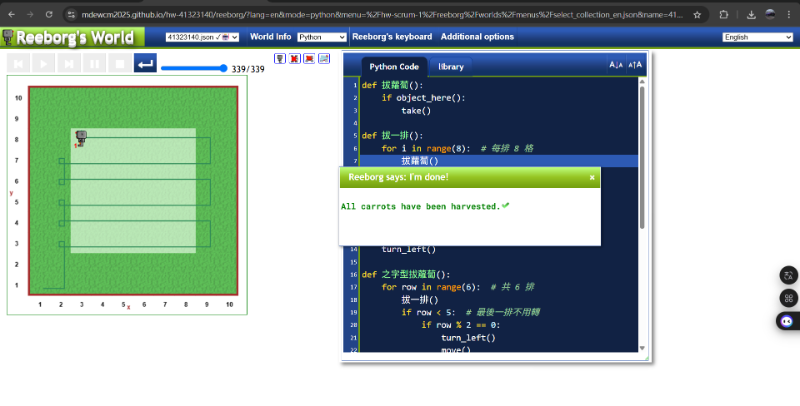 mdewcm2025.github.io/hw-41323140/reeborg/?lang=en&mode=python&menu=%2Fhw-scrum-1%2Freeborg%2Fworlds%2Fmenus%2Fselect_collection_en.json&name=41...
Reeborg's World
41323140.json
World Info
Python
Reeborg's keyboard
Additional options
English
339/339
Python Code
library
1 def 拔蘿蔔():
2 if object_here():
3 take()
4
5 def 拔一排():
6 for i in range(8): # 每排 8 格
7 拔蘿蔔()
Reeborg says: I'm done!
×
All carrots have been harvested.✔
14 turn_left()
15
16 def 之字型拔蘿蔔():
17 for row in range(6): # 共 6 排
18 拔一排()
19 if row < 5: # 最後一排不用轉
20 if row % 2 == 0:
21 turn_left()
22 move()
10
9
8
7
6
y
5
4
3
2
1
1 2 3 4 5 x 6 7 8 9 10